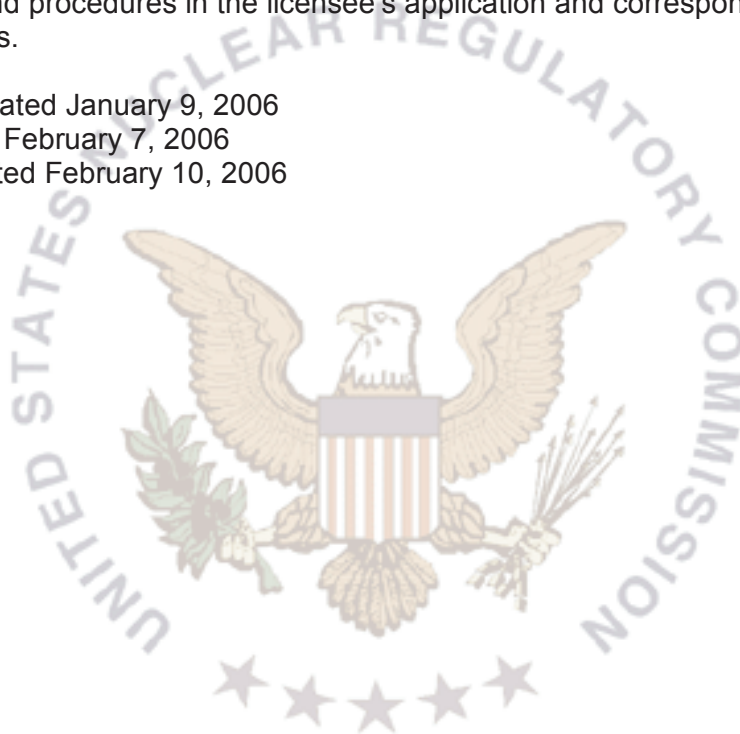 nd procedures in the licensee's application and correspon
s.
ated January 9, 2006
February 7, 2006
ted February 10, 2006
UNITED STATES NUCLEAR REGULATORY COMMISSION